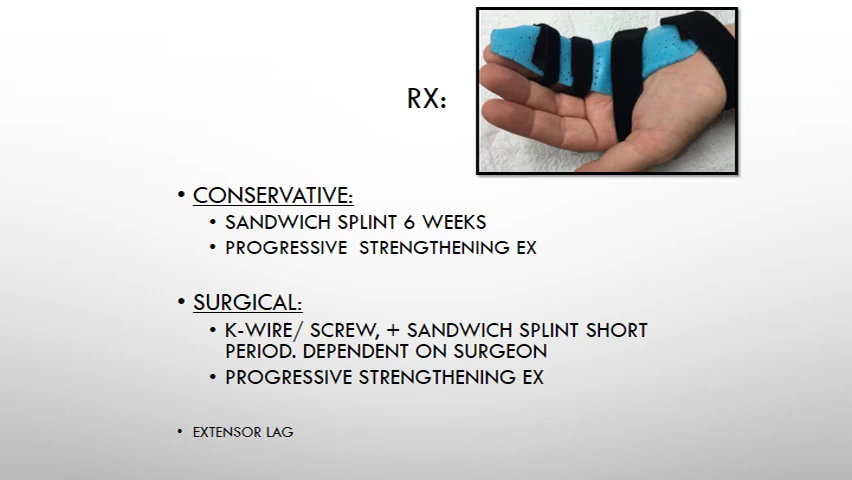 RX:
• CONSERVATIVE:
• SANDWICH SPLINT 6 WEEKS
• PROGRESSIVE STRENGTHENING EX
• SURGICAL:
• K-WIRE/ SCREW, + SANDWICH SPLINT SHORT
PERIOD. DEPENDENT ON SURGEON
• PROGRESSIVE STRENGTHENING EX
• EXTENSOR LAG